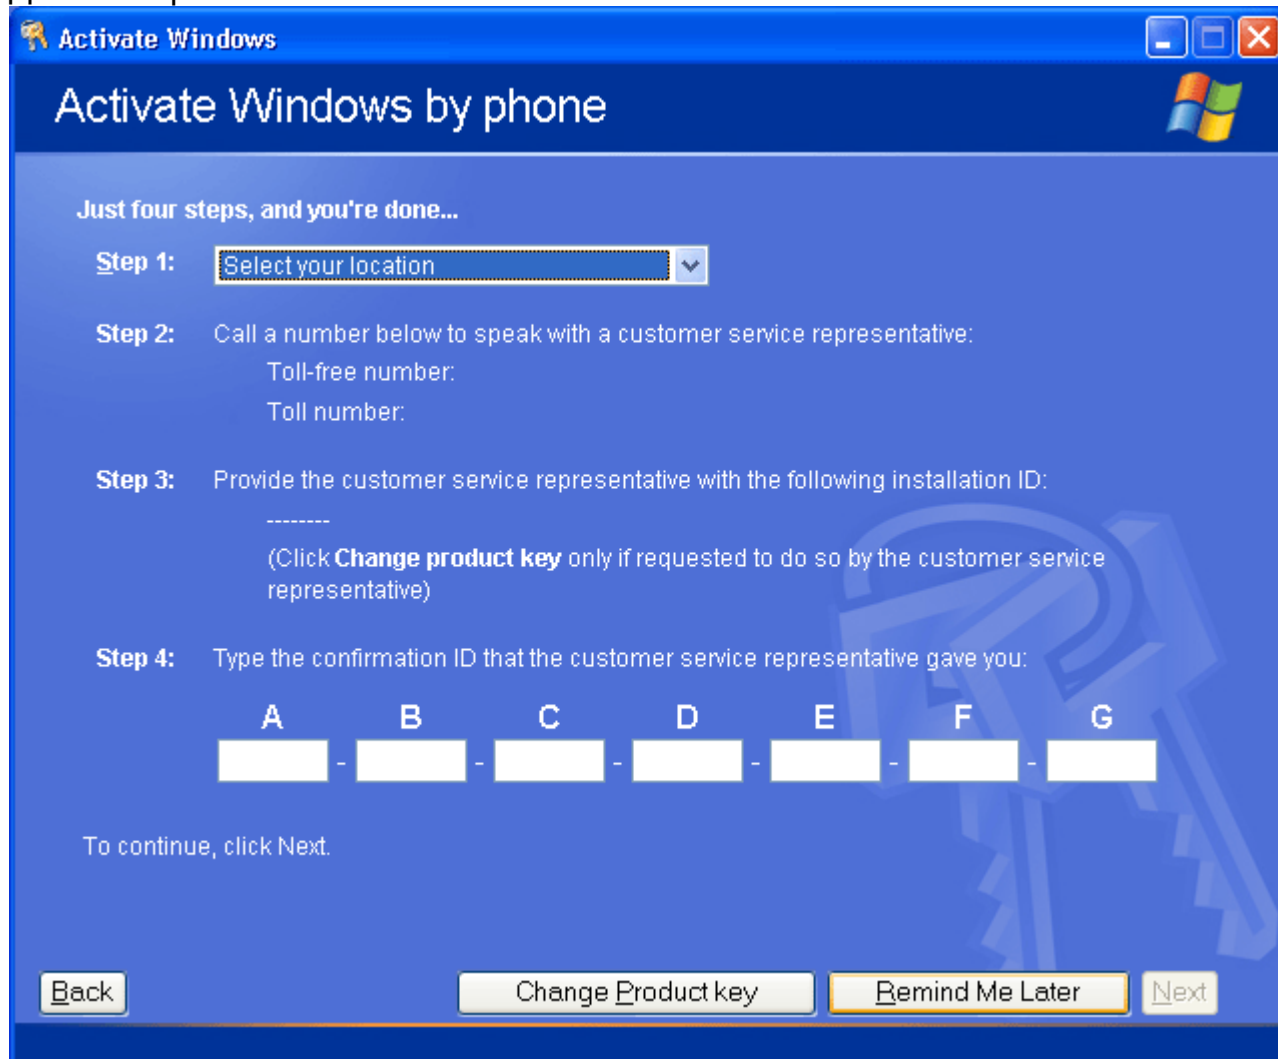 Activate Windows
Activate Windows by phone
Just four steps, and you're done...
Step 1: Select your location
Step 2: Call a number below to speak with a customer service representative:
Toll-free number:
Toll number:
Step 3: Provide the customer service representative with the following installation ID:
--------
(Click Change product key only if requested to do so by the customer service
representative)
Step 4: Type the confirmation ID that the customer service representative gave you:
A B C D E F G
- - - - - -
To continue, click Next.
Back Change Product key Remind Me Later Next